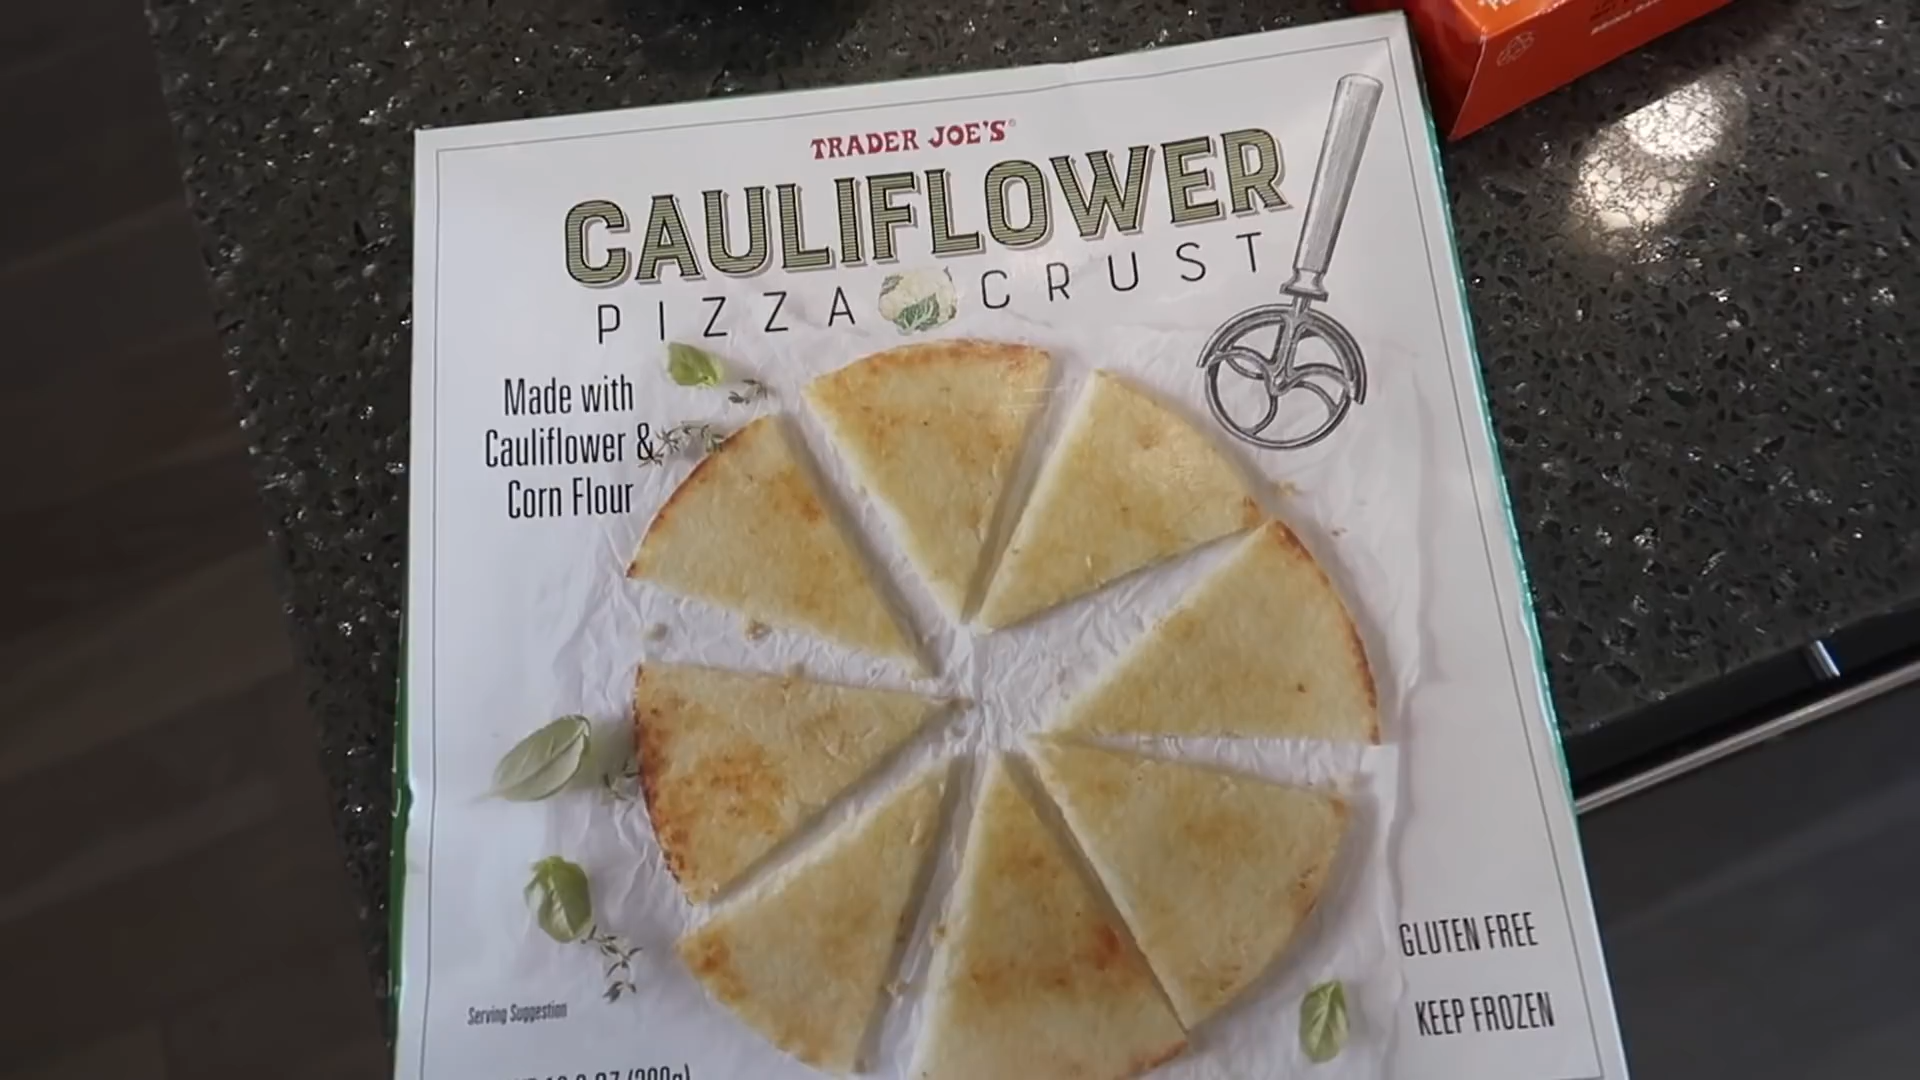 TRADER JOE'S®
CAULIFLOWER
PIZZA CRUST
Made with
Cauliflower &
Corn Flour
GLUTEN FREE
KEEP FROZEN
Serving Suggestion